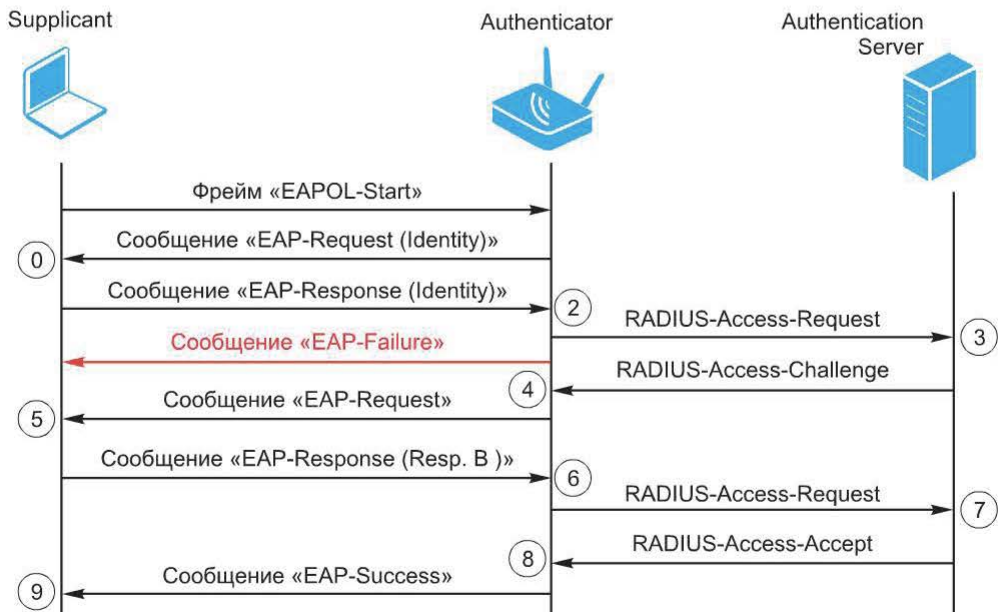 Supplicant
Authenticator
Authentication
Server
Фрейм «EAPOL-Start»
Сообщение «EAP-Request (Identity)»
0
Сообщение «EAP-Response (Identity)»
2
RADIUS-Access-Request
3
Сообщение «EAP-Failure»
RADIUS-Access-Challenge
4
Сообщение «EAP-Request»
5
Сообщение «EAP-Response (Resp. B )»
6
RADIUS-Access-Request
7
RADIUS-Access-Accept
8
Сообщение «EAP-Success»
9